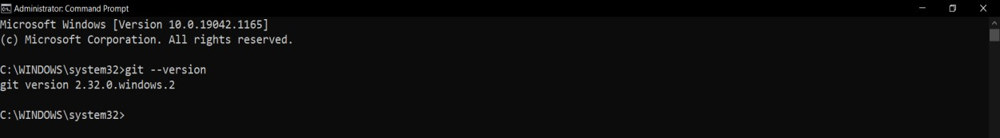 Administrator: Command Prompt
Microsoft Windows [Version 10.0.19042.1165]
(c) Microsoft Corporation. All rights reserved.
C:\WINDOWS\system32>git --version
git version 2.32.0.windows.2
C:\WINDOWS\system32>